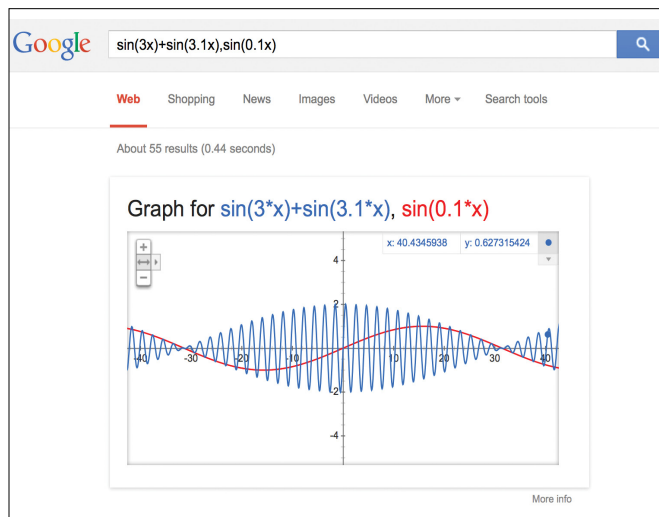 Google
sin(3x)+sin(3.1x),sin(0.1x)
Web Shopping News Images Videos More Search tools
About 55 results (0.44 seconds)
Graph for sin(3*x)+sin(3.1*x), sin(0.1*x)
x: 40.4345938 y: 0.627315424
4
2
-40 -30 -20 -10 10 20 30 40
-2
-4
More info